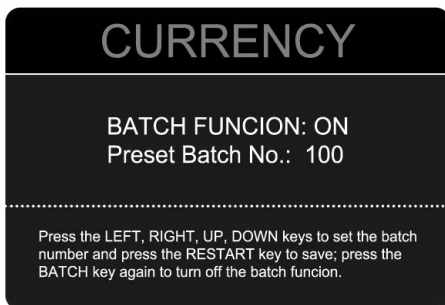 CURRENCY
BATCH FUNCION: ON
Preset Batch No.: 100
Press the LEFT, RIGHT, UP, DOWN keys to set the batch
number and press the RESTART key to save; press the
BATCH key again to turn off the batch funcion.